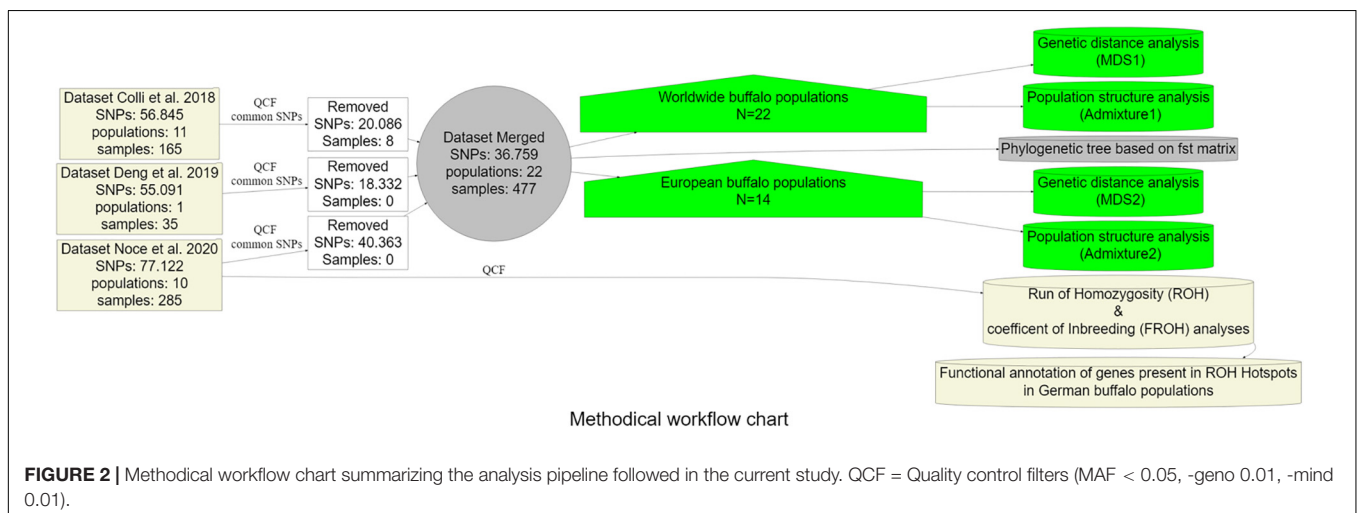 Dataset Colli et al. 2018
SNPs: 56.845
populations: 11
samples: 165
Dataset Deng et al. 2019
SNPs: 55.091
populations: 1
samples: 35
Dataset Noce et al. 2020
SNPs: 77.122
populations: 10
samples: 285
QCF
common SNPs
QCF
common SNPs
QCF
common SNPs
QCF
Removed
SNPs: 20.086
Samples: 8
Removed
SNPs: 18.332
Samples: 0
Removed
SNPs: 40.363
Samples: 0
Dataset Merged
SNPs: 36.759
populations: 22
samples: 477
Worldwide buffalo populations
N=22
European buffalo populations
N=14
Genetic distance analysis
(MDS1)
Population structure analysis
(Admixture1)
Phylogenetic tree based on fst matrix
Genetic distance analysis
(MDS2)
Population structure analysis
(Admixture2)
Run of Homozygosity (ROH)
&
coefficent of Inbreeding (FROH) analyses
Functional annotation of genes present in ROH Hotspots
in German buffalo populations
Methodical workflow chart
FIGURE 2 | Methodical workflow chart summarizing the analysis pipeline followed in the current study. QCF = Quality control filters (MAF < 0.05, -geno 0.01, -mind
0.01).